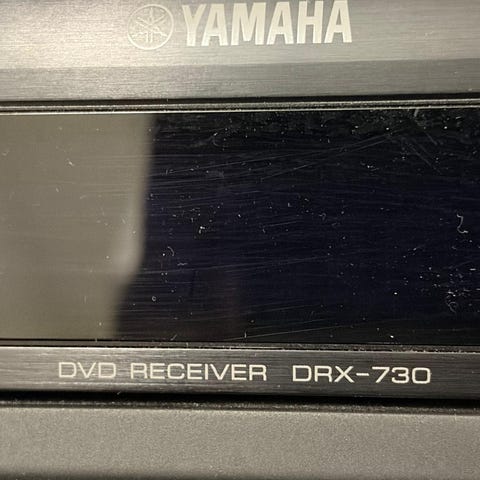 YAMAHA
DVD RECEIVER DRX-730